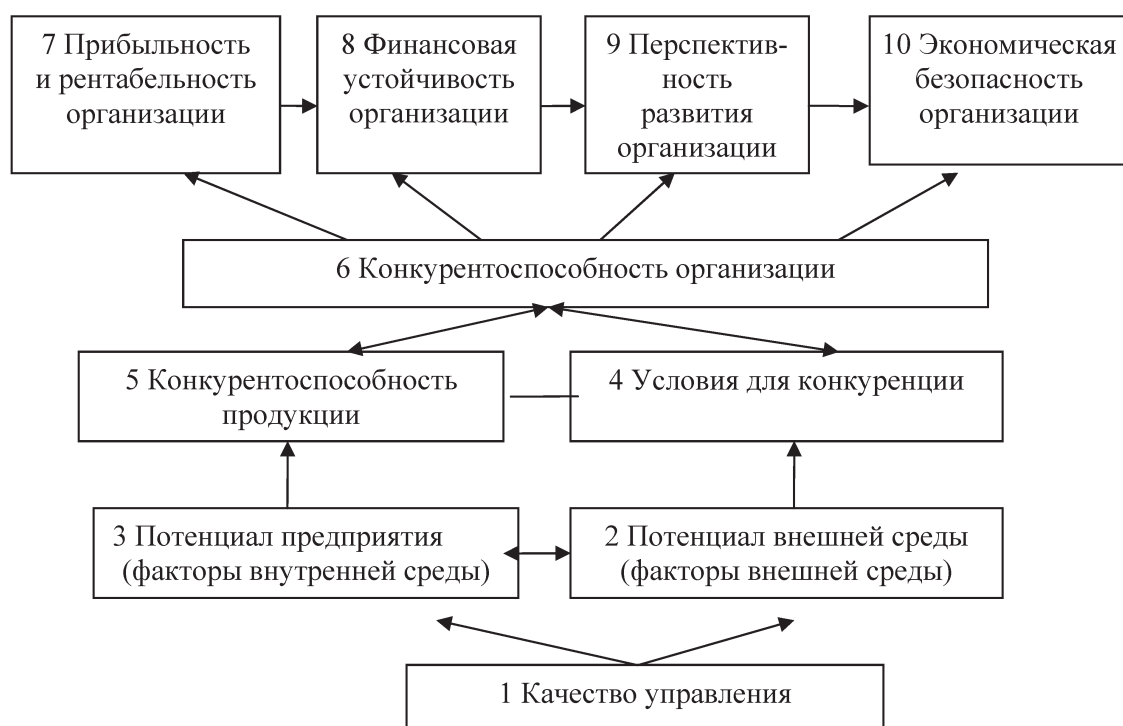 7 Прибыльность
и рентабельность
организации
8 Финансовая
устойчивость
организации
9 Перспектив-
ность
развития
организации
10 Экономическая
безопасность
организации
6 Конкурентоспособность организации
5 Конкурентоспособность
продукции
4 Условия для конкуренции
3 Потенциал предприятия
(факторы внутренней среды)
2 Потенциал внешней среды
(факторы внешней среды)
1 Качество управления